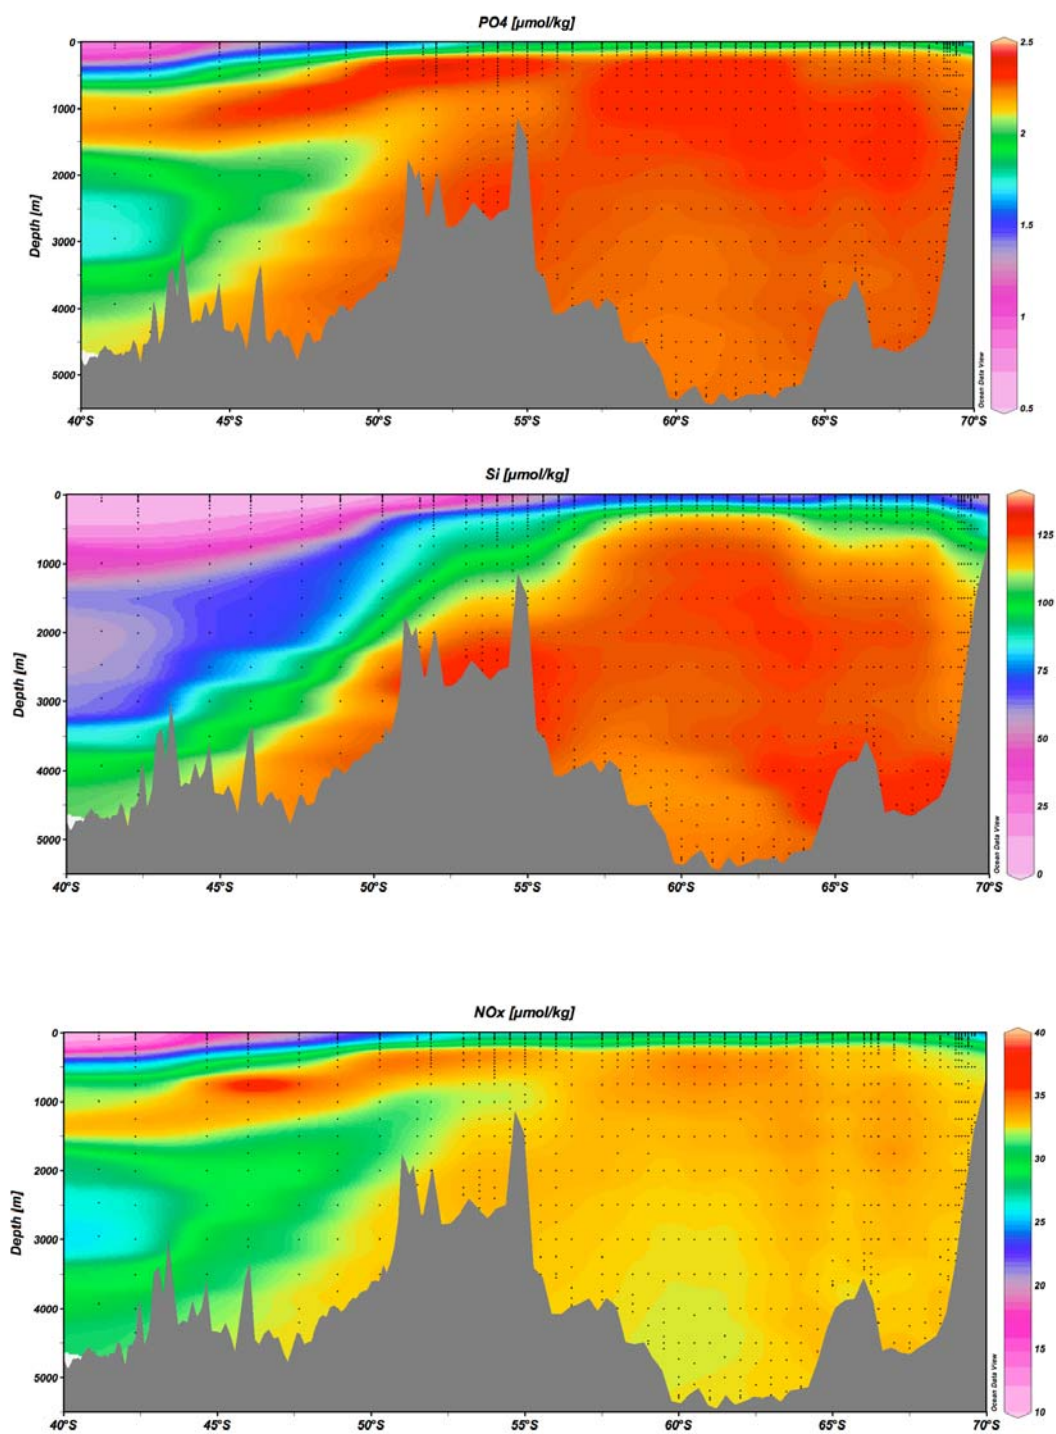 PO4 [µmol/kg]
0
1000
2000
3000
4000
5000
Depth [m]
40°S
45°S
50°S
55°S
60°S
65°S
70°S
Ocean Data View
2.5
2
1.5
1
0.5
Si [µmol/kg]
0
1000
2000
3000
4000
5000
Depth [m]
40°S
45°S
50°S
55°S
60°S
65°S
70°S
Ocean Data View
125
100
75
50
25
0
NOx [µmol/kg]
0
1000
2000
3000
4000
5000
Depth [m]
40°S
45°S
50°S
55°S
60°S
65°S
70°S
Ocean Data View
40
35
30
25
20
15
10